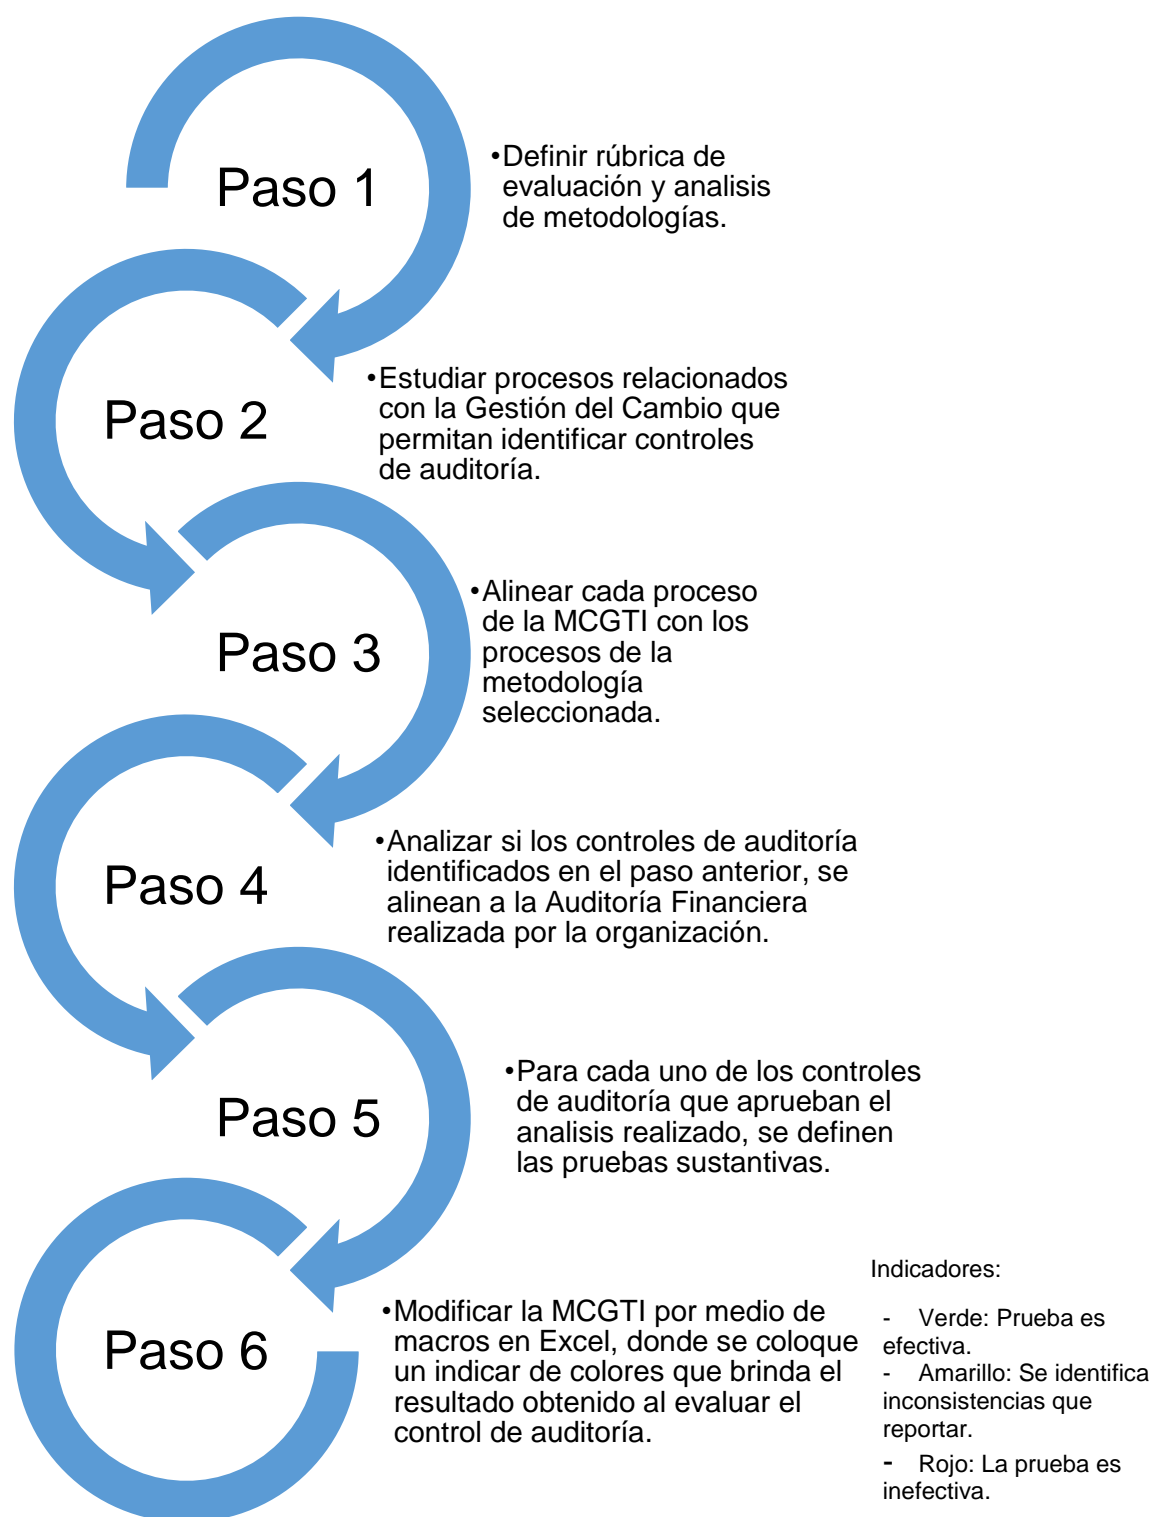 Paso 1
•Definir rúbrica de
evaluación y analisis
de metodologías.
Paso 2
•Estudiar procesos relacionados
con la Gestión del Cambio que
permitan identificar controles
de auditoría.
Paso 3
•Alinear cada proceso
de la MCGTI con los
procesos de la
metodología
seleccionada.
Paso 4
•Analizar si los controles de auditoría
identificados en el paso anterior, se
alinean a la Auditoría Financiera
realizada por la organización.
Paso 5
•Para cada uno de los controles
de auditoría que aprueban el
analisis realizado, se definen
las pruebas sustantivas.
Paso 6
•Modificar la MCGTI por medio de
macros en Excel, donde se coloque
un indicar de colores que brinda el
resultado obtenido al evaluar el
control de auditoría.
Indicadores:
- Verde: Prueba es
efectiva.
- Amarillo: Se identifica
inconsistencias que
reportar.
- Rojo: La prueba es
inefectiva.